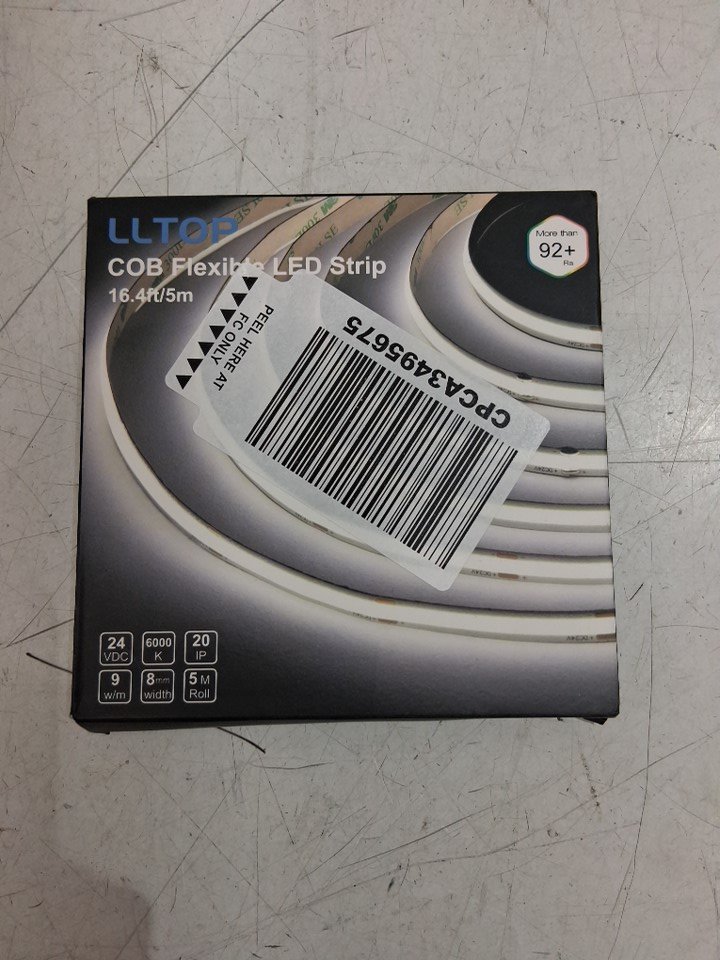 LLTOP
COB Flexible LED Strip
16.4ft/5m
More than
92+
Ra
PEEL HERE AT
FC ONLY
CPCA3495675
24
VDC
6000
K
20
IP
9
w/m
8mm
width
5 M
Roll